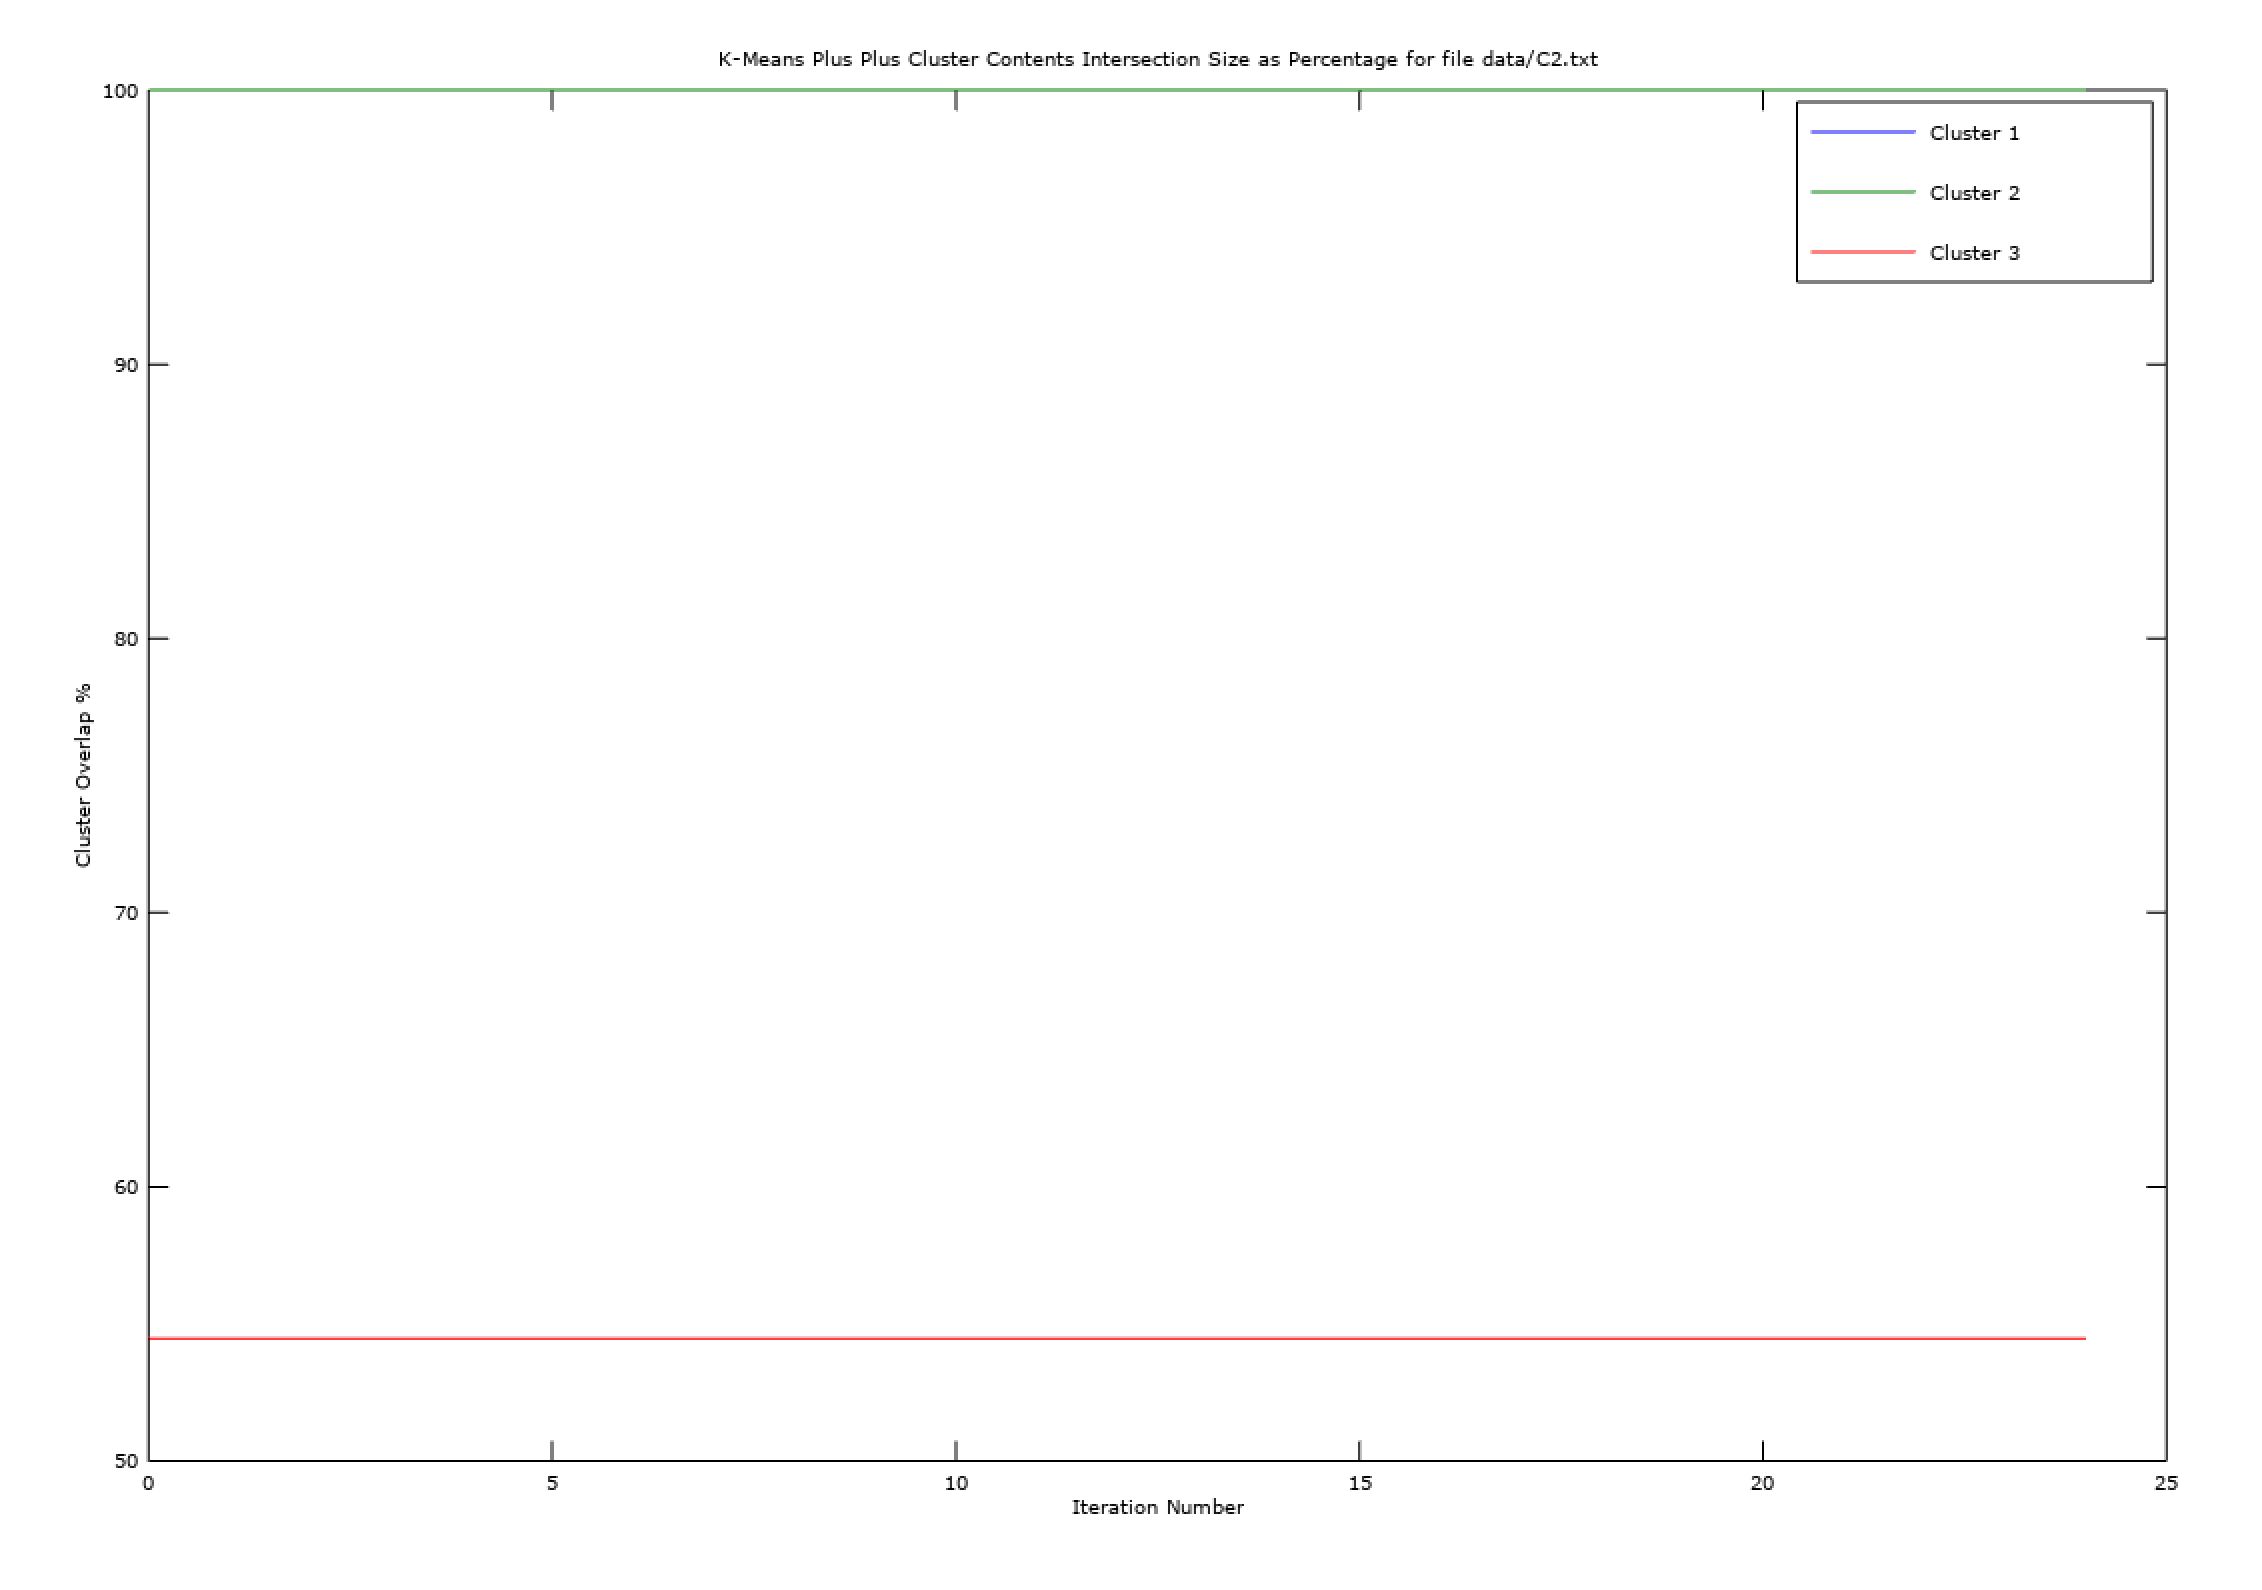 K-Means Plus Plus Cluster Contents Intersection Size as Percentage for file data/C2.txt
100
Cluster 1
Cluster 2
Cluster 3
90
80
Cluster Overlap %
70
60
50
0 5 10 15 20 25
Iteration Number